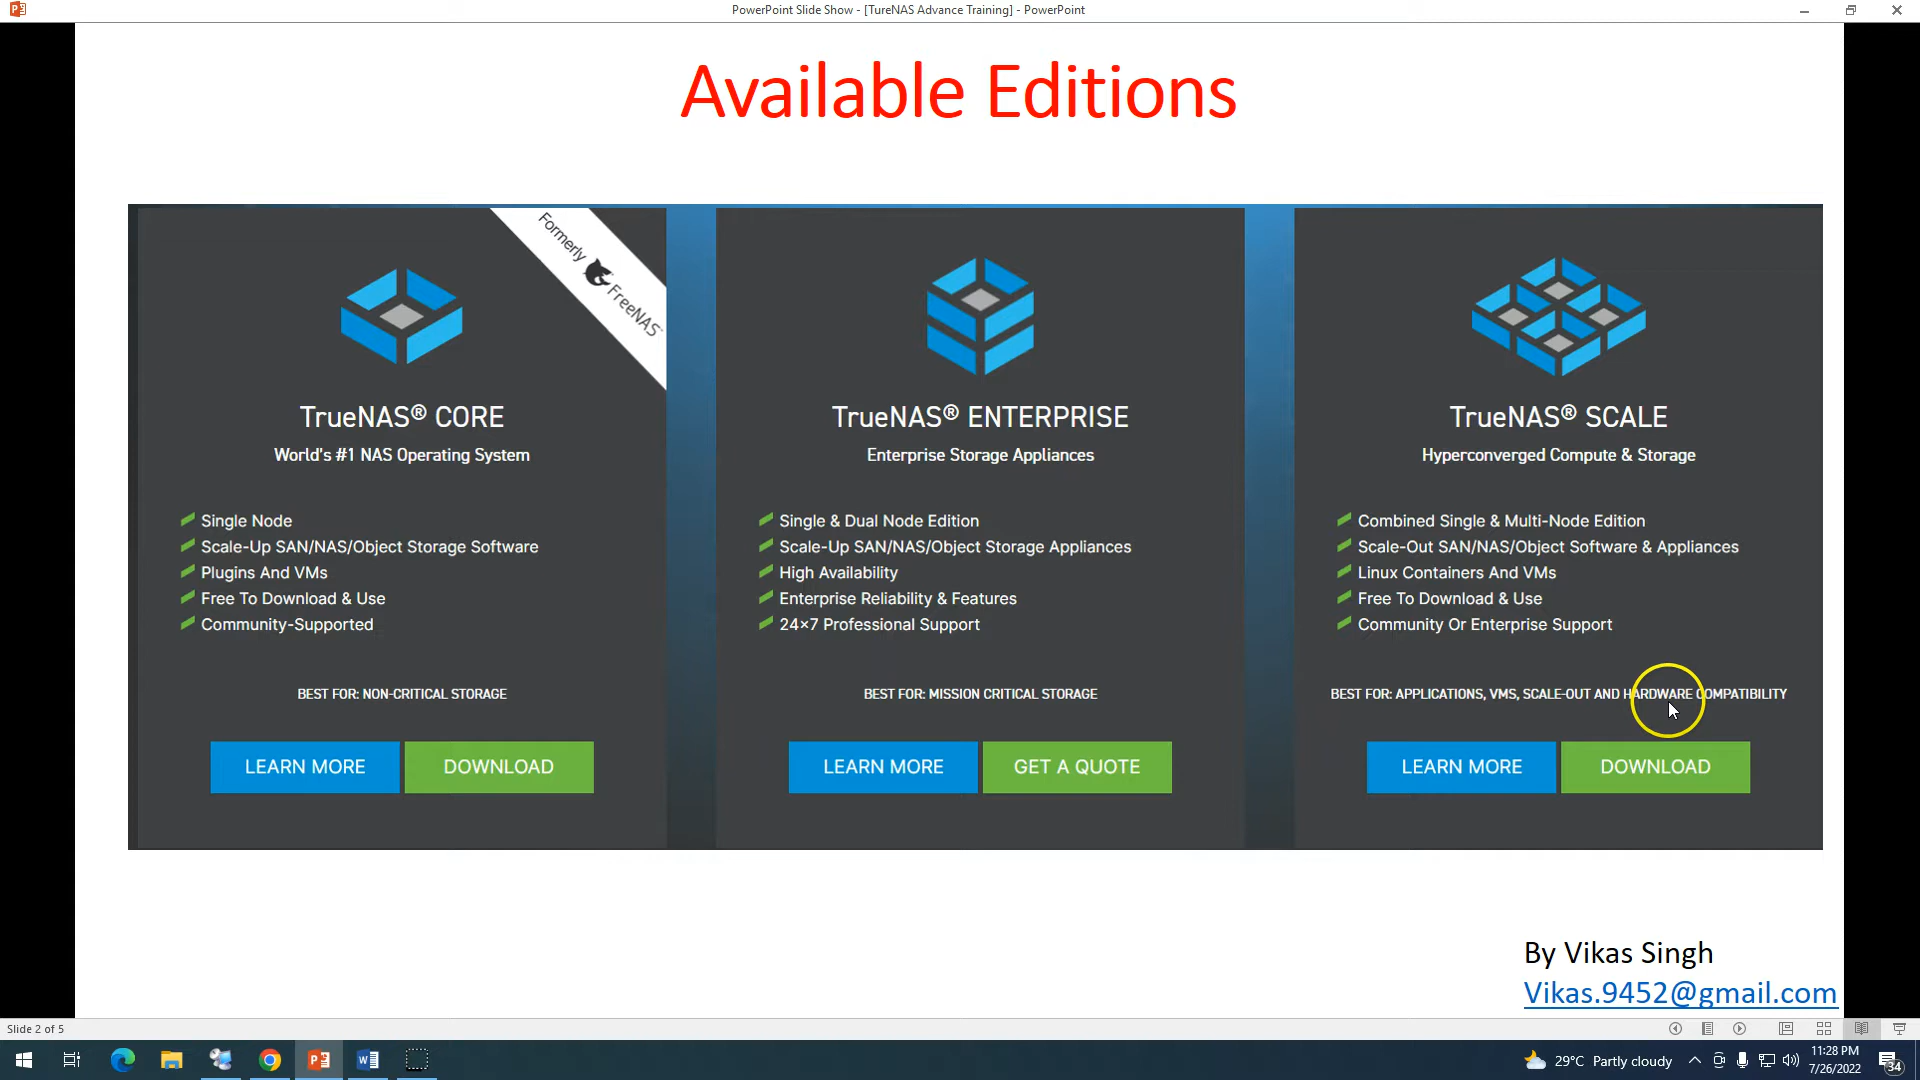 PowerPoint Slide Show - [TureNAS Advance Training] - PowerPoint
Available Editions
Formerly FreeNAS
TrueNAS® CORE
World's #1 NAS Operating System
Single Node
Scale-Up SAN/NAS/Object Storage Software
Plugins And VMs
Free To Download & Use
Community-Supported
BEST FOR: NON-CRITICAL STORAGE
LEARN MORE
DOWNLOAD
TrueNAS® ENTERPRISE
Enterprise Storage Appliances
Single & Dual Node Edition
Scale-Up SAN/NAS/Object Storage Appliances
High Availability
Enterprise Reliability & Features
24×7 Professional Support
BEST FOR: MISSION CRITICAL STORAGE
LEARN MORE
GET A QUOTE
TrueNAS® SCALE
Hyperconverged Compute & Storage
Combined Single & Multi-Node Edition
Scale-Out SAN/NAS/Object Software & Appliances
Linux Containers And VMs
Free To Download & Use
Community Or Enterprise Support
BEST FOR: APPLICATIONS, VMS, SCALE-OUT AND HARDWARE COMPATIBILITY
LEARN MORE
DOWNLOAD
By Vikas Singh
Vikas.9452@gmail.com
Slide 2 of 5
29°C Partly cloudy
11:28 PM
7/26/2022
34